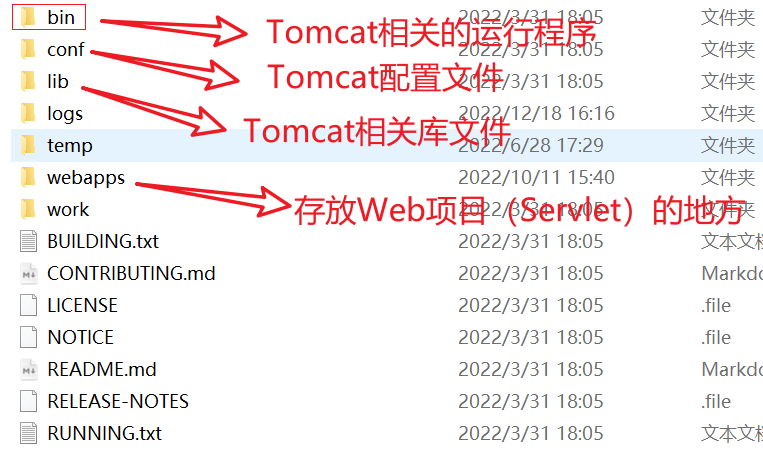 bin 2022/3/31 18:05 文件夹
Tomcat相关的运行程序
conf 2022/3/31 18:05 文件夹
Tomcat配置文件
lib 2022/3/31 18:05 文件夹
logs 2022/12/18 16:16 文件夹
Tomcat相关库文件
temp 2022/6/28 17:29 文件夹
webapps 2022/10/11 15:40 文件夹
work 2022/3/31 18:05 文件夹
存放Web项目（Servlet）的地方
BUILDING.txt 2022/3/31 18:05 文本文档
CONTRIBUTING.md 2022/3/31 18:05 Markdo
LICENSE 2022/3/31 18:05 .file
NOTICE 2022/3/31 18:05 .file
README.md 2022/3/31 18:05 Markdo
RELEASE-NOTES 2022/3/31 18:05 .file
RUNNING.txt 2022/3/31 18:05 文本文档